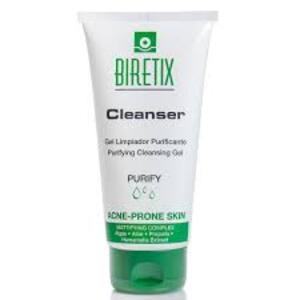 BIRETIX
Cleanser
Gel Limpiador Purificante
Purifying Cleansing Gel
PURIFY
ACNE-PRONE SKIN
MATTIFYING COMPLEX
Algae • Aloe • Propolis •
Hamamelis Extract